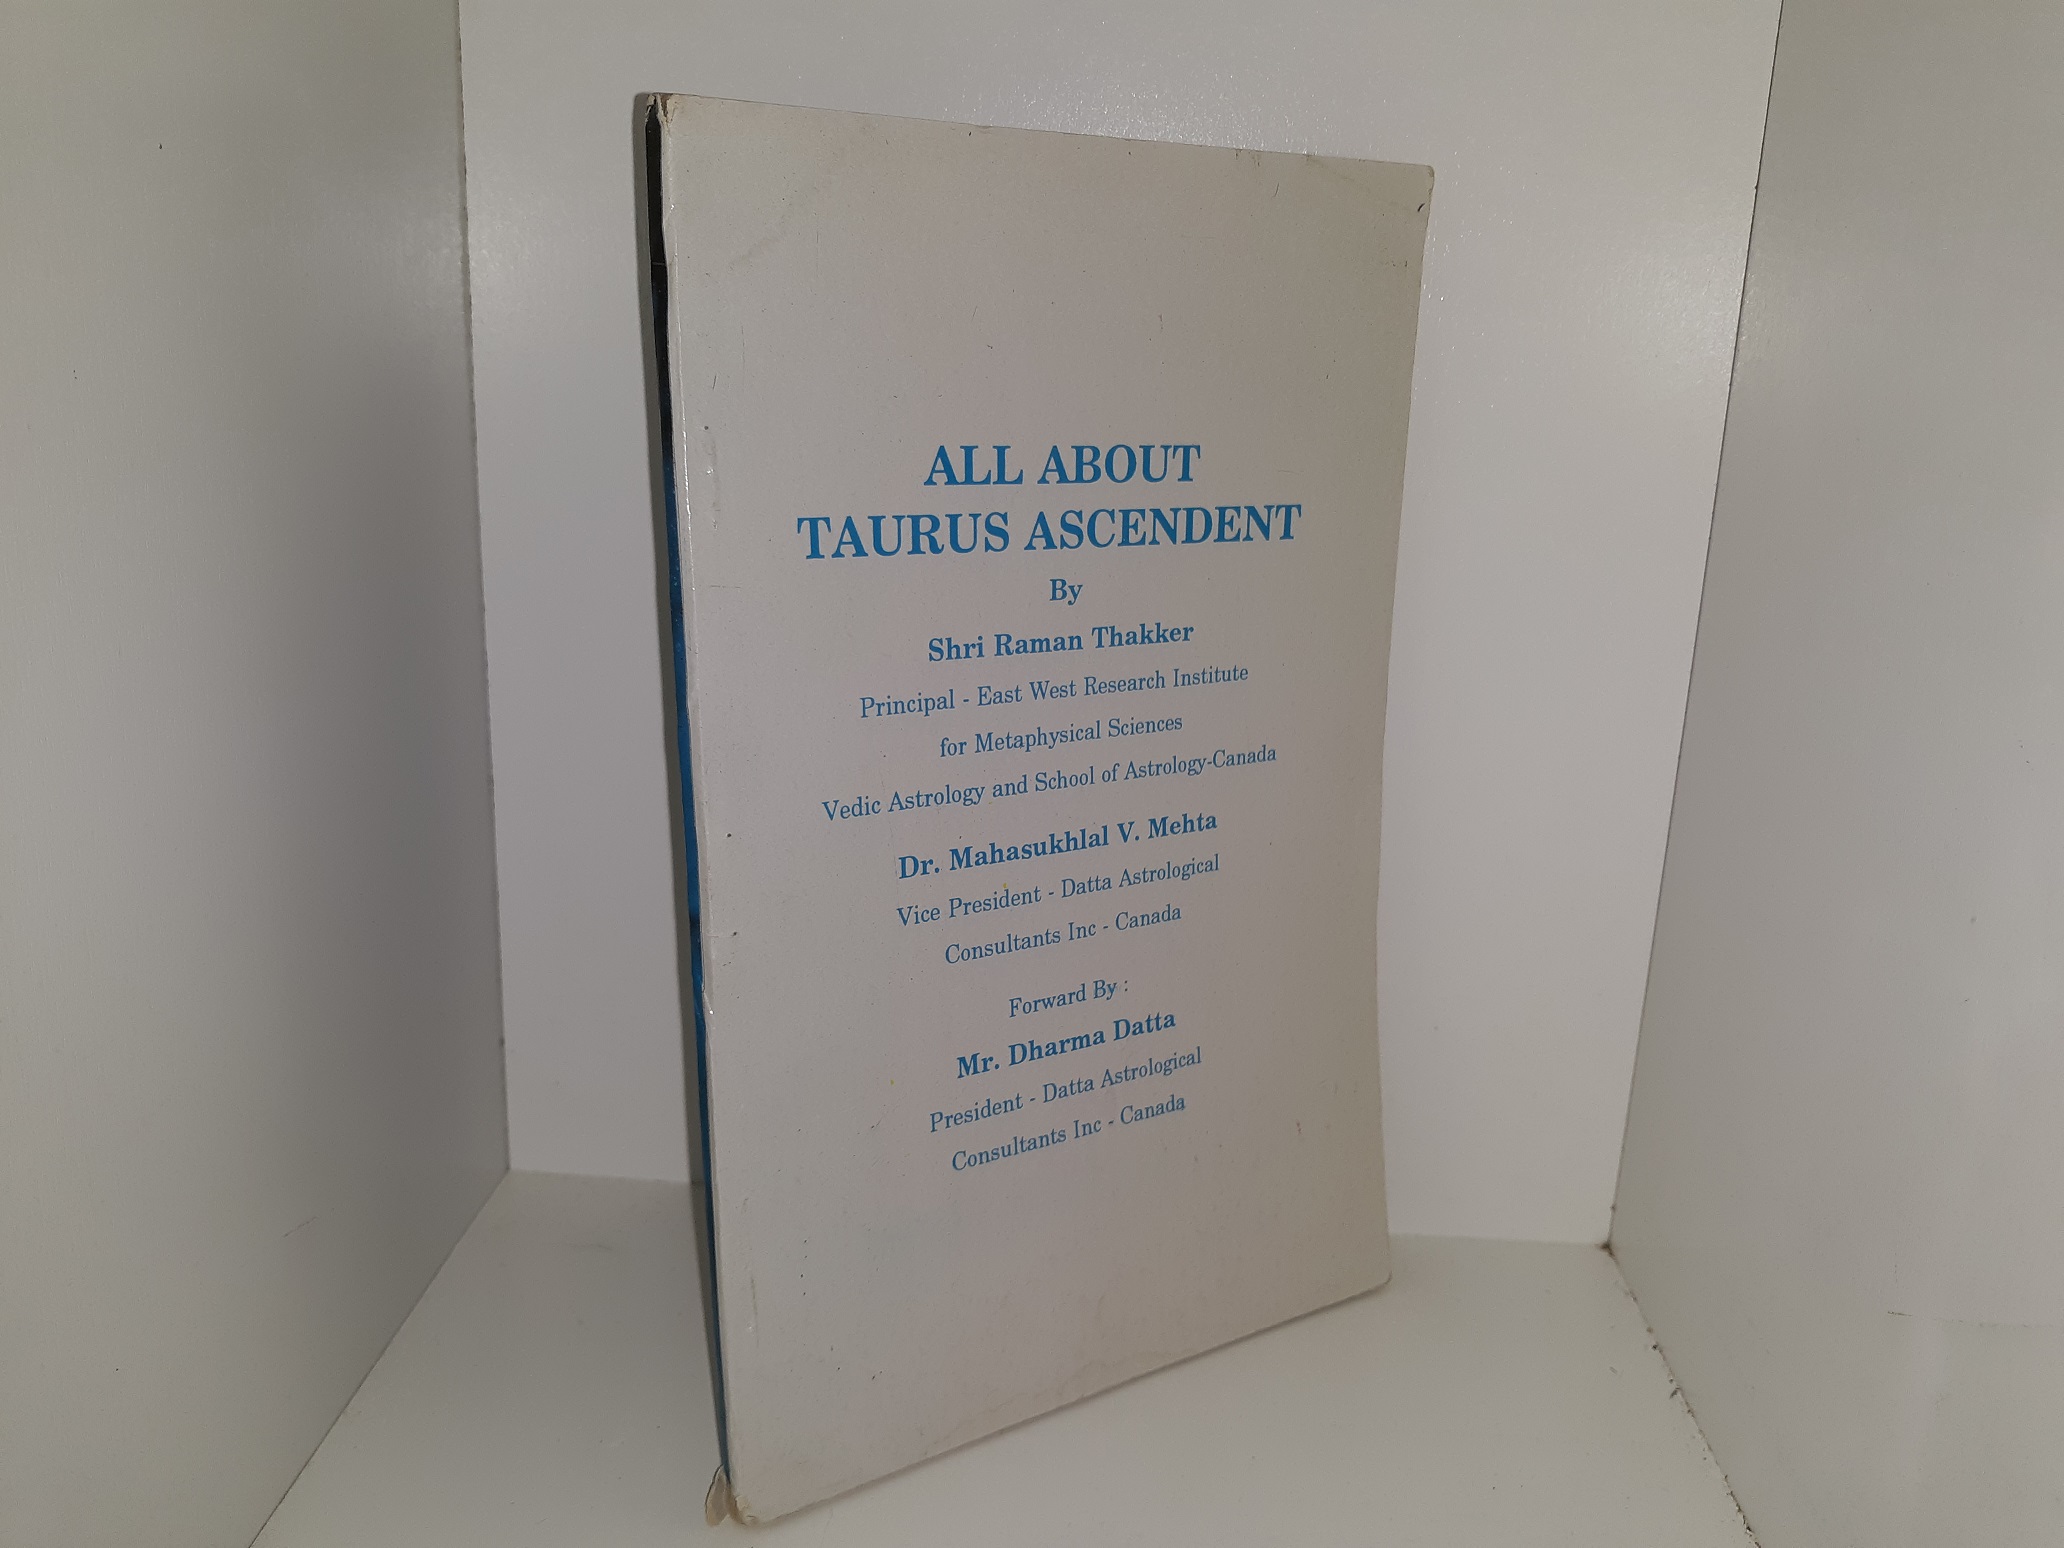 ALL ABOUT
TAURUS ASCENDENT
By
Shri Raman Thakker
Principal - East West Research Institute
for Metaphysical Sciences
Vedic Astrology and School of Astrology-Canada
Dr. Mahasukhlal V. Mehta
Vice President - Datta Astrological
Consultants Inc - Canada
Forward By :
Mr. Dharma Datta
President - Datta Astrological
Consultants Inc - Canada